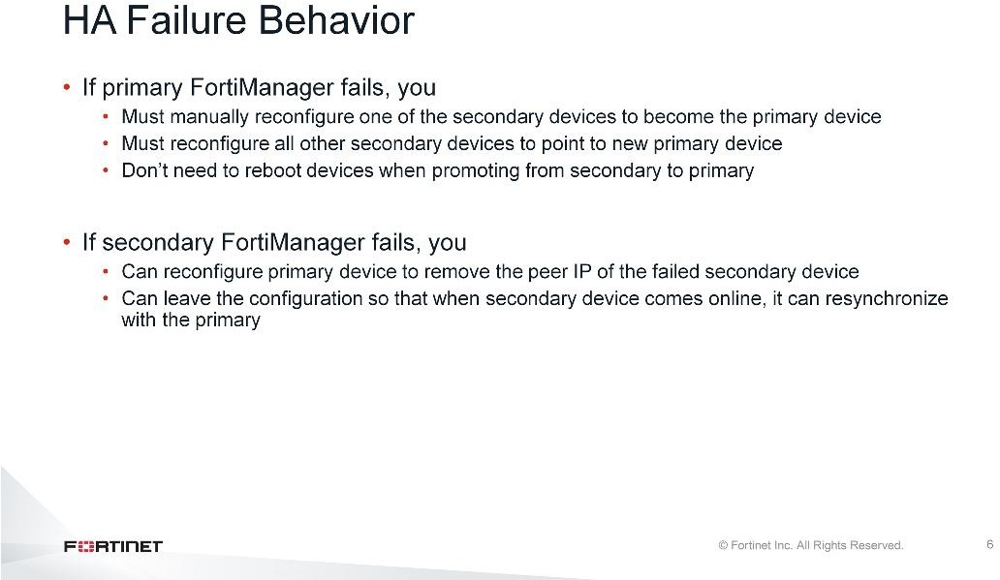 HA Failure Behavior
• If primary FortiManager fails, you
• Must manually reconfigure one of the secondary devices to become the primary device
• Must reconfigure all other secondary devices to point to new primary device
• Don't need to reboot devices when promoting from secondary to primary
• If secondary FortiManager fails, you
• Can reconfigure primary device to remove the peer IP of the failed secondary device
• Can leave the configuration so that when secondary device comes online, it can resynchronize
with the primary
FORTINET
© Fortinet Inc. All Rights Reserved.
6